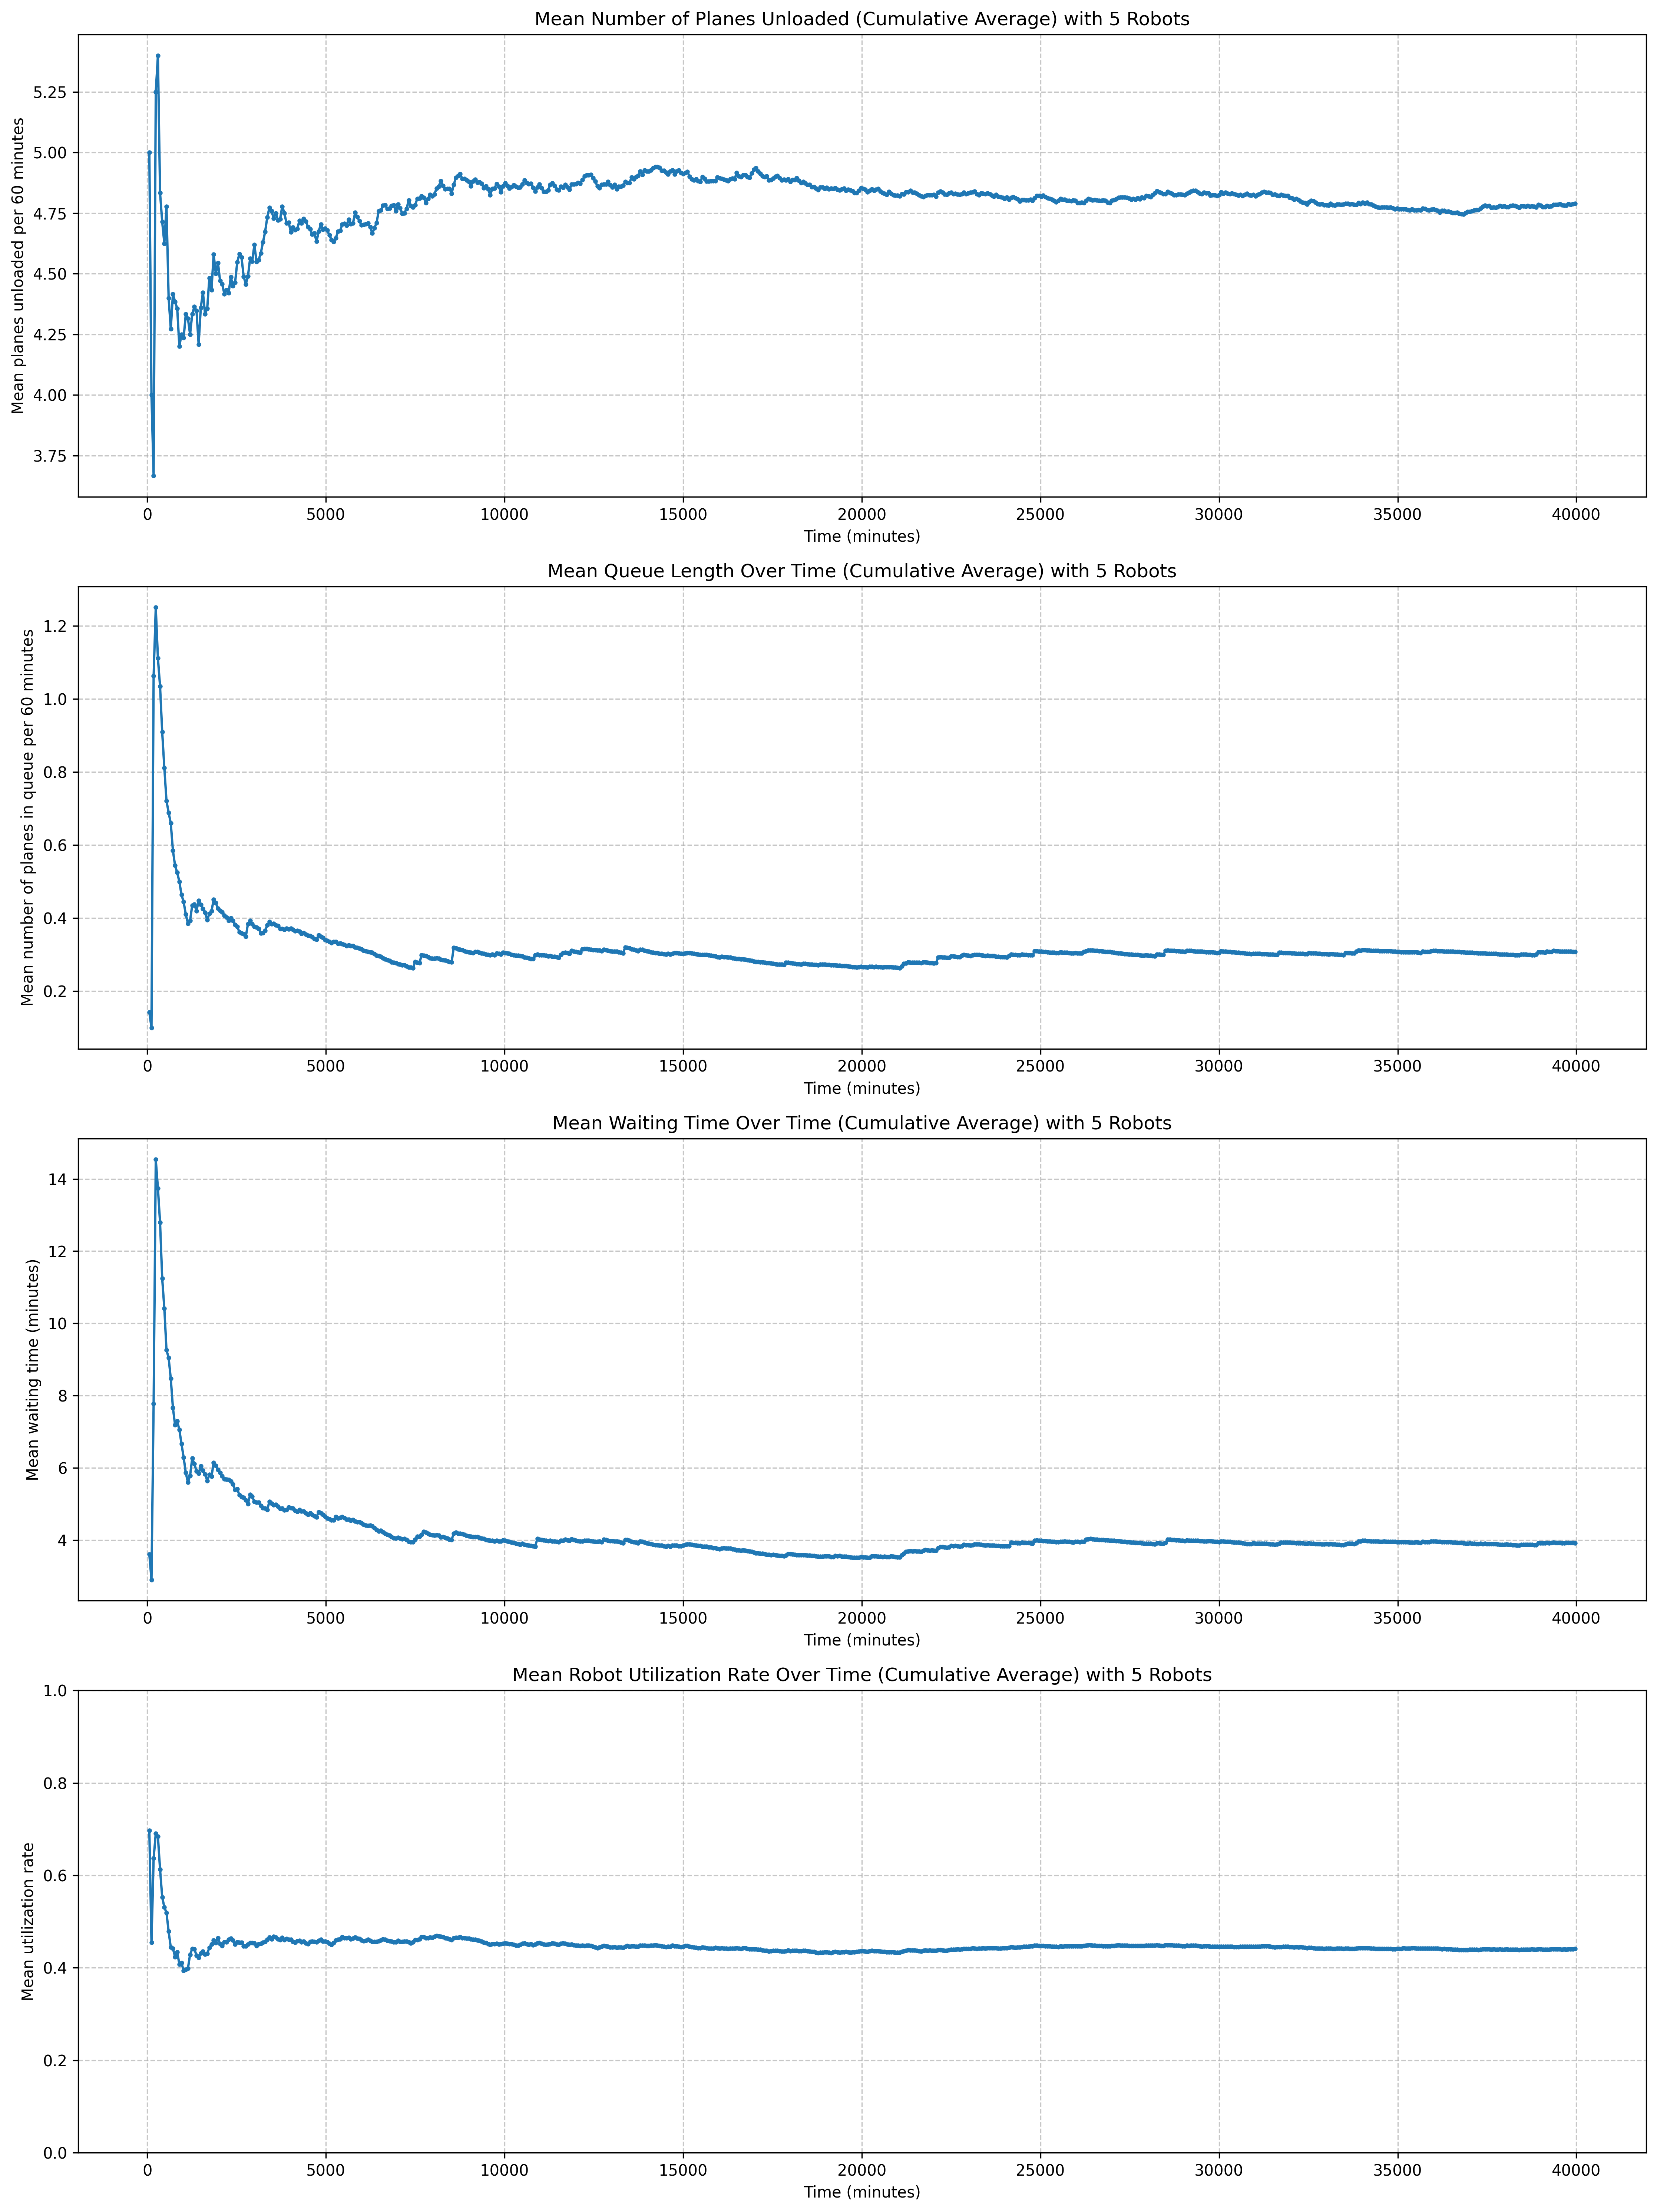 Mean Number of Planes Unloaded (Cumulative Average) with 5 Robots
Mean planes unloaded per 60 minutes
5.25
5.00
4.75
4.50
4.25
4.00
3.75
0 5000 10000 15000 20000 25000 30000 35000 40000
Time (minutes)
Mean Queue Length Over Time (Cumulative Average) with 5 Robots
Mean number of planes in queue per 60 minutes
1.2
1.0
0.8
0.6
0.4
0.2
0 5000 10000 15000 20000 25000 30000 35000 40000
Time (minutes)
Mean Waiting Time Over Time (Cumulative Average) with 5 Robots
Mean waiting time (minutes)
14
12
10
8
6
4
0 5000 10000 15000 20000 25000 30000 35000 40000
Time (minutes)
Mean Robot Utilization Rate Over Time (Cumulative Average) with 5 Robots
Mean utilization rate
1.0
0.8
0.6
0.4
0.2
0.0
0 5000 10000 15000 20000 25000 30000 35000 40000
Time (minutes)